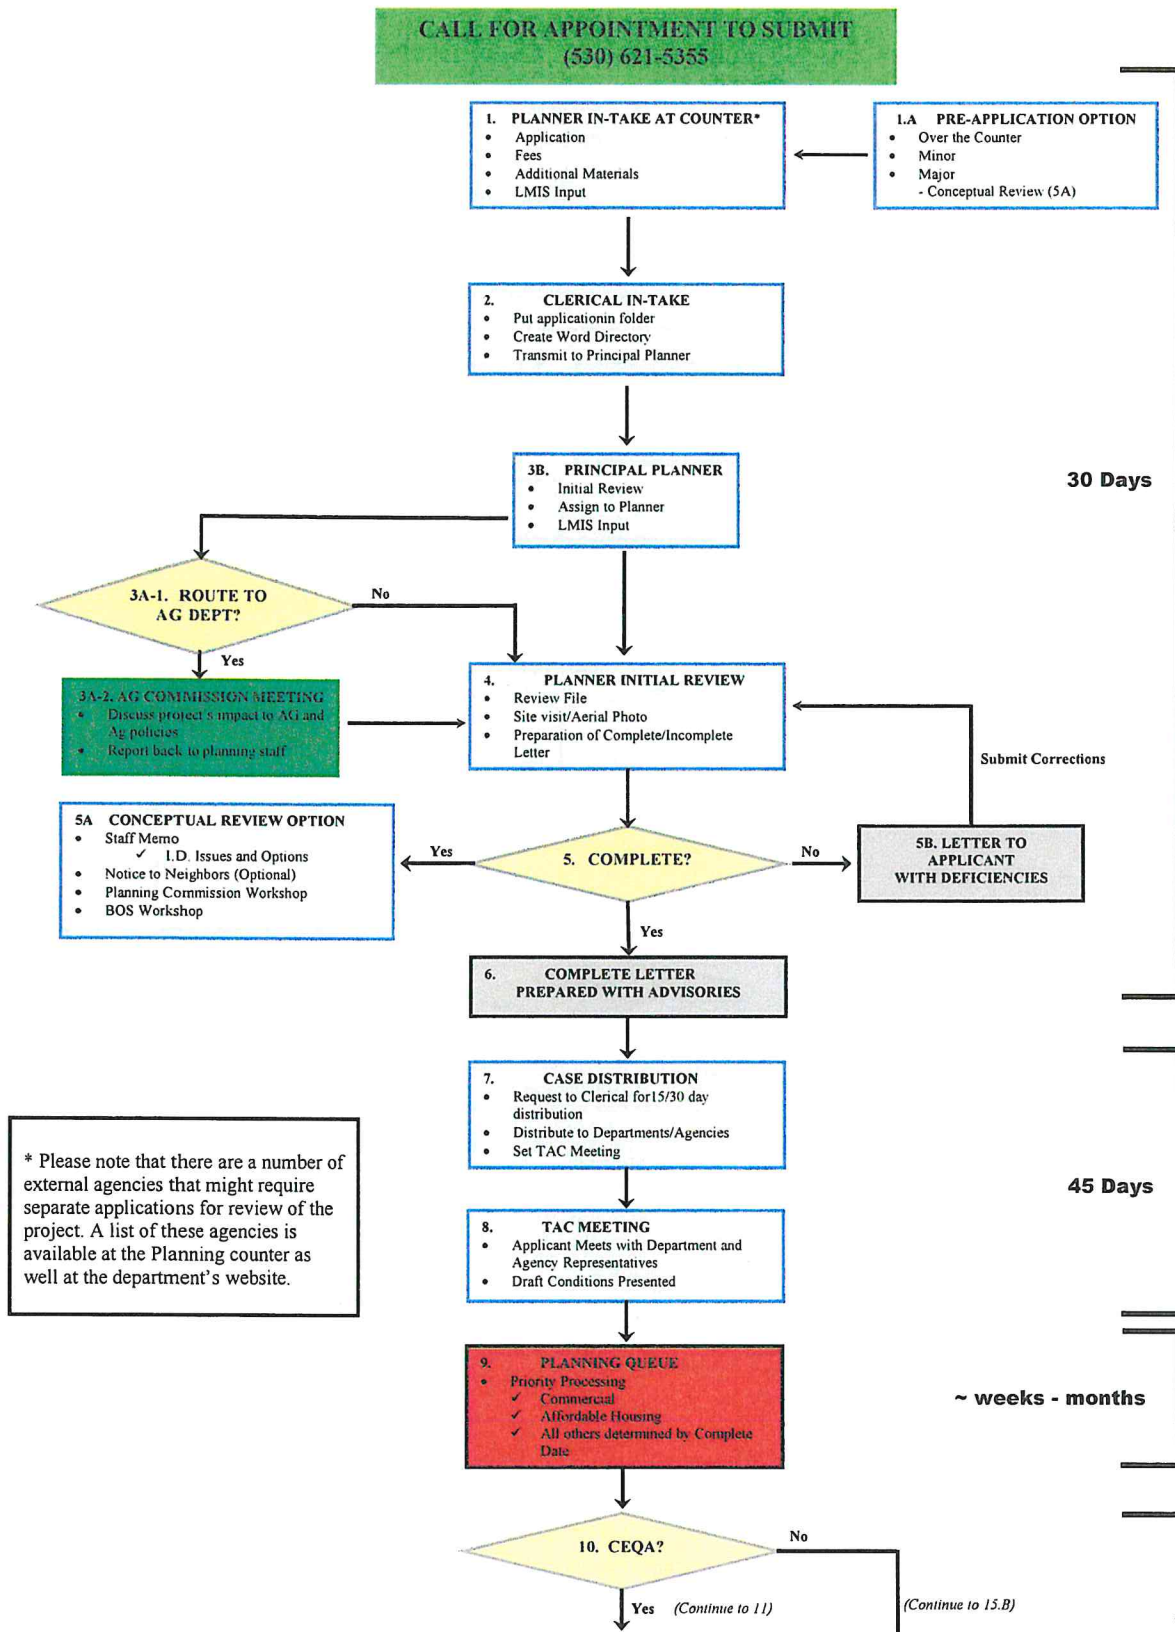 CALL FOR APPOINTMENT TO SUBMIT
(530) 621-5355
1. PLANNER IN-TAKE AT COUNTER*
• Application
• Fees
• Additional Materials
• LMIS Input
1.A PRE-APPLICATION OPTION
• Over the Counter
• Minor
• Major
- Conceptual Review (5A)
2. CLERICAL IN-TAKE
• Put applicationin folder
• Create Word Directory
• Transmit to Principal Planner
3B. PRINCIPAL PLANNER
• Initial Review
• Assign to Planner
• LMIS Input
30 Days
3A-1. ROUTE TO
AG DEPT?
No
Yes
3A-2. AG COMMISSION MEETING
• Discuss project's impact to AG and
Ag policies
• Report back to planning staff
4. PLANNER INITIAL REVIEW
• Review File
• Site visit/Aerial Photo
• Preparation of Complete/Incomplete
Letter
Submit Corrections
5A CONCEPTUAL REVIEW OPTION
• Staff Memo
✓ I.D. Issues and Options
• Notice to Neighbors (Optional)
• Planning Commission Workshop
• BOS Workshop
Yes
5. COMPLETE?
No
5B. LETTER TO
APPLICANT
WITH DEFICIENCIES
Yes
6. COMPLETE LETTER
PREPARED WITH ADVISORIES
7. CASE DISTRIBUTION
• Request to Clerical for15/30 day
distribution
• Distribute to Departments/Agencies
• Set TAC Meeting
* Please note that there are a number of
external agencies that might require
separate applications for review of the
project. A list of these agencies is
available at the Planning counter as
well at the department's website.
45 Days
8. TAC MEETING
• Applicant Meets with Department and
Agency Representatives
• Draft Conditions Presented
9. PLANNING QUEUE
• Priority Processing
✓ Commercial
✓ Affordable Housing
✓ All others determined by Complete
Date
~ weeks - months
10. CEQA?
No
Yes (Continue to 11)
(Continue to 15.B)